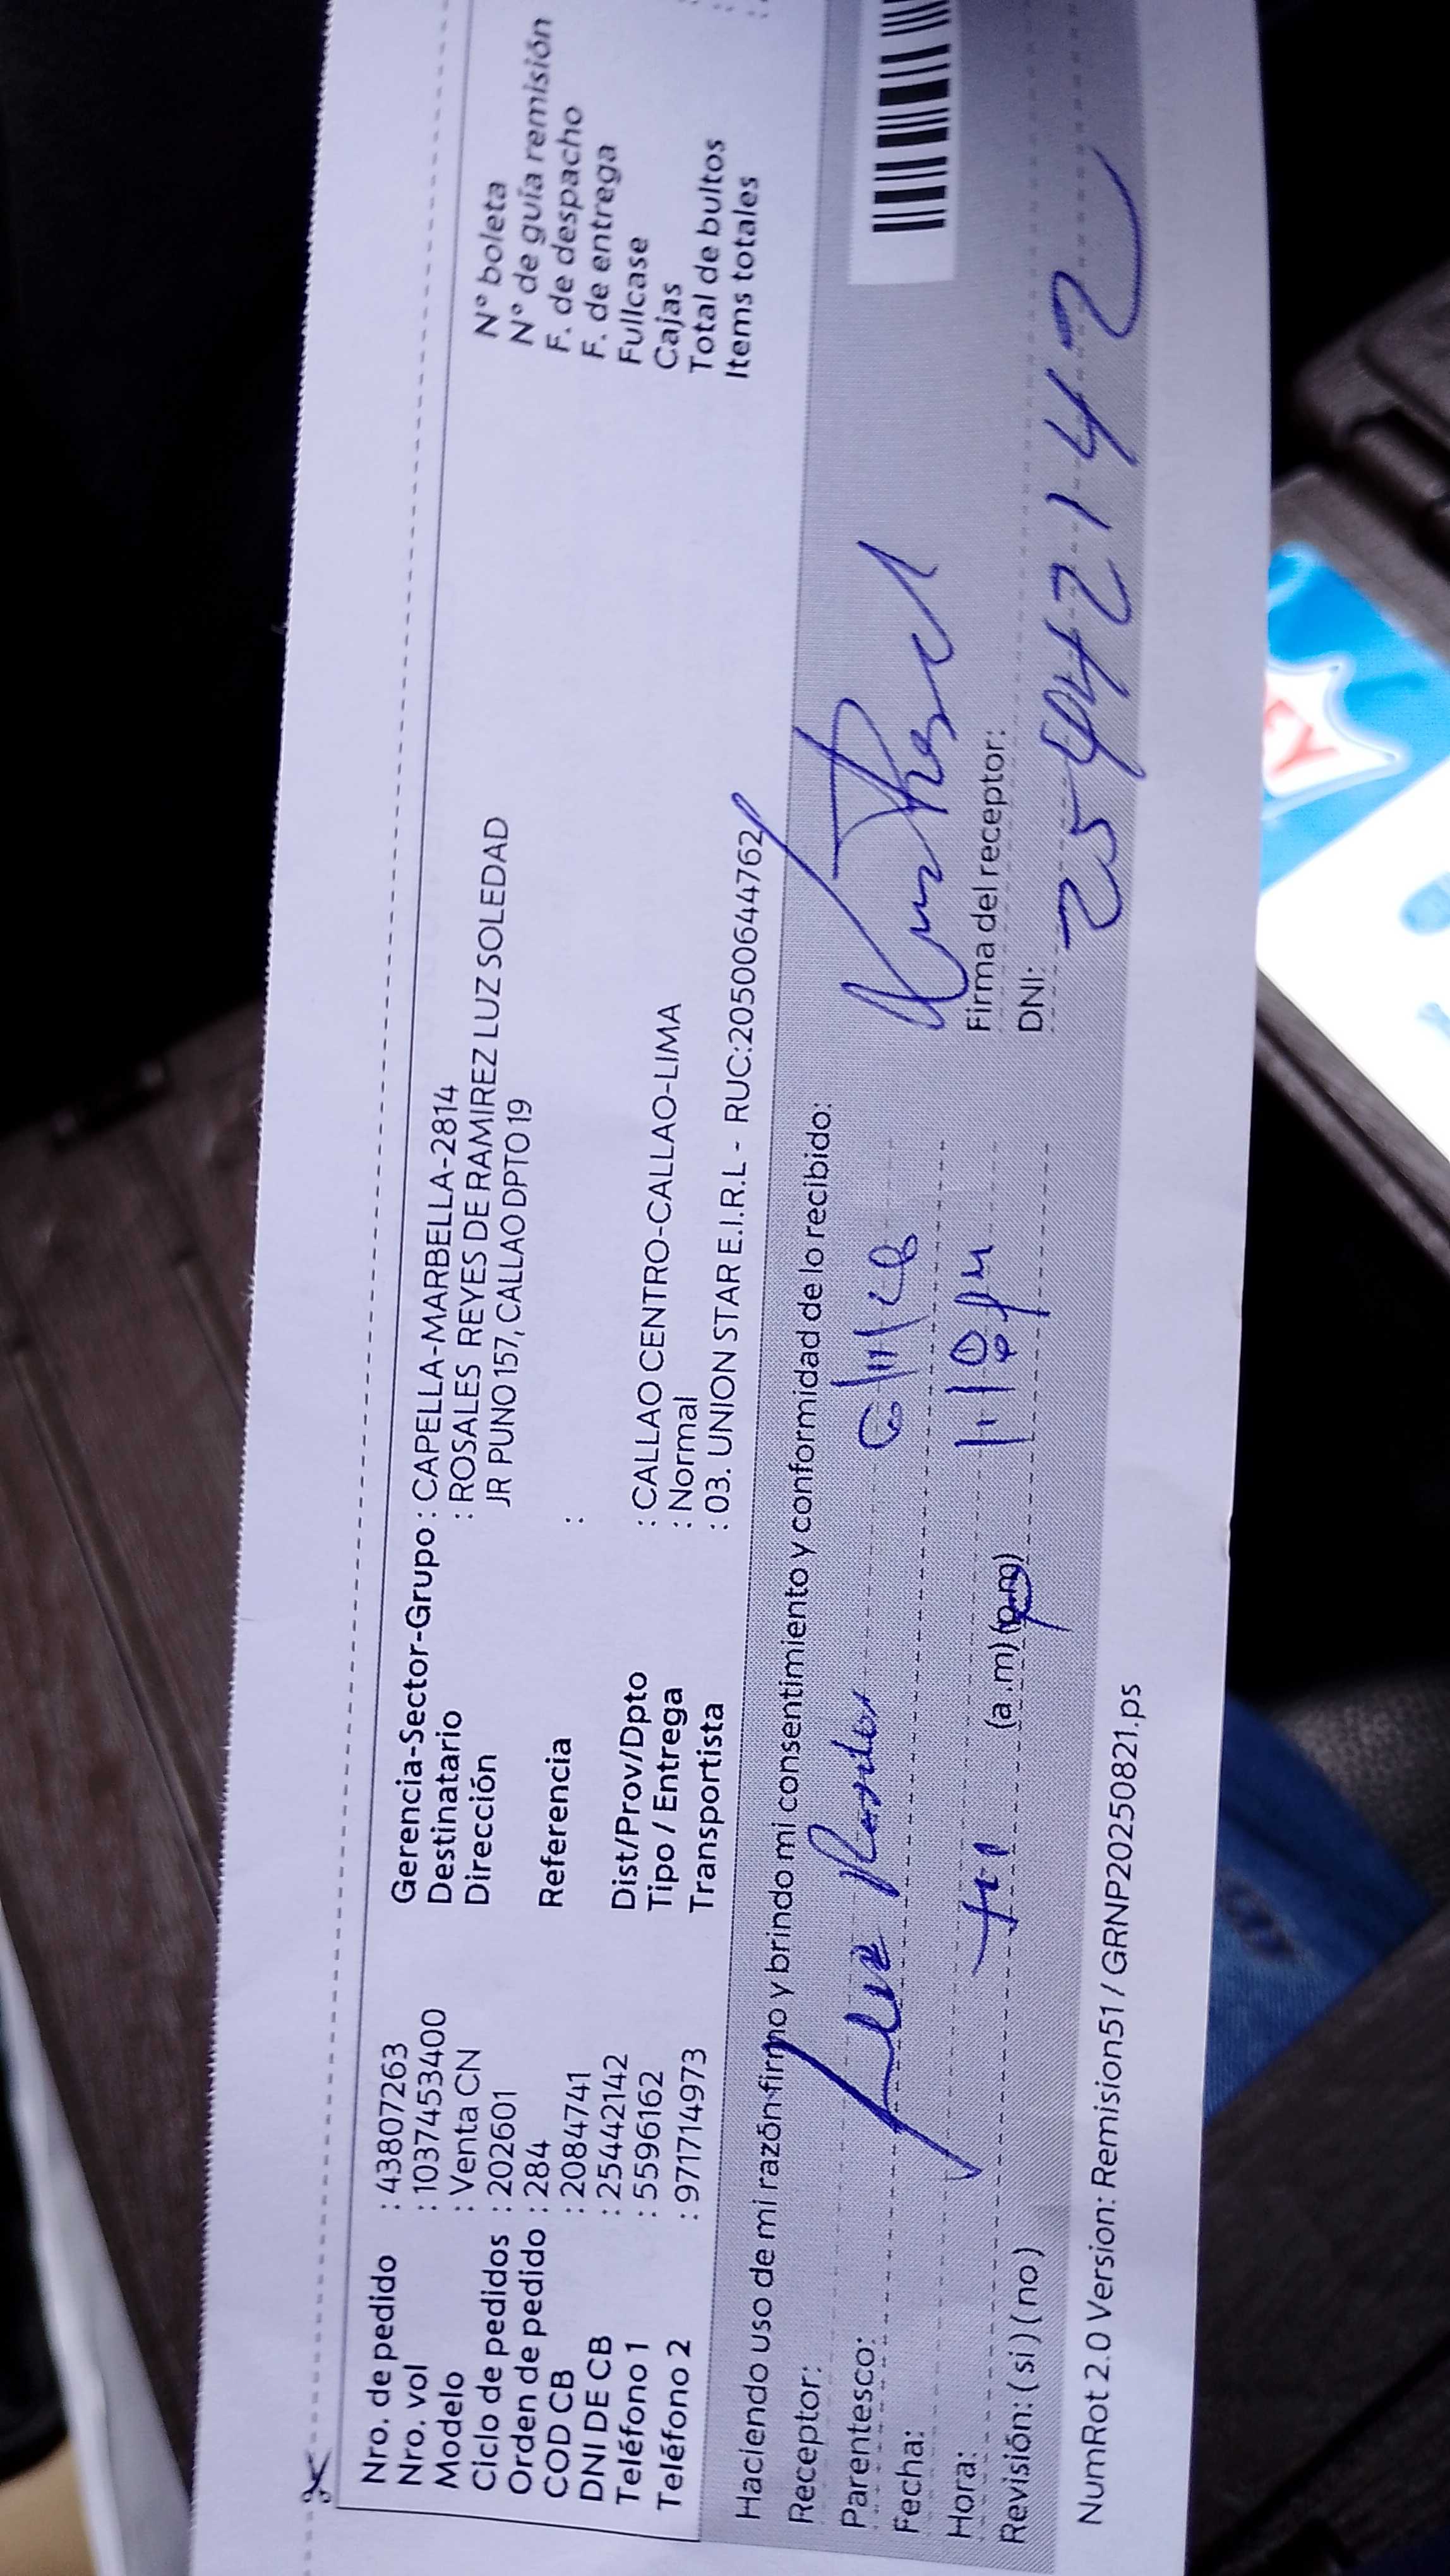 Nro. de pedido : 43807263
Nro. vol : 1037453400
Modelo : Venta CN
Ciclo de pedidos : 202601
Orden de pedido : 284
COD CB : 2084741
DNI DE CB : 25442142
Teléfono 1 : 5596162
Teléfono 2 : 971714973
Gerencia-Sector-Grupo : CAPELLA-MARBELLA-2814
Destinatario : ROSALES REYES DE RAMIREZ LUZ SOLEDAD
Dirección JR PUNO 157, CALLAO DPTO 19
Referencia :
Dist/Prov/Dpto : CALLAO CENTRO-CALLAO-LIMA
Tipo / Entrega : Normal
Transportista : 03. UNION STAR E.I.R.L - RUC:20500644762
N° boleta
N° de guía remisión
F. de despacho
F. de entrega
Fullcase
Cajas
Total de bultos
Items totales
Haciendo uso de mi razón firmo y brindo mi consentimiento y conformidad de lo recibido:
Receptor: Luz Rosales
Parentesco:
Fecha:
Hora: (a.m) (p.m)
Revisión: ( si ) ( no )
Firma del receptor:
DNI: 25442142
NumRot 2.0 Version: Remision51 / GRNP20250821.ps